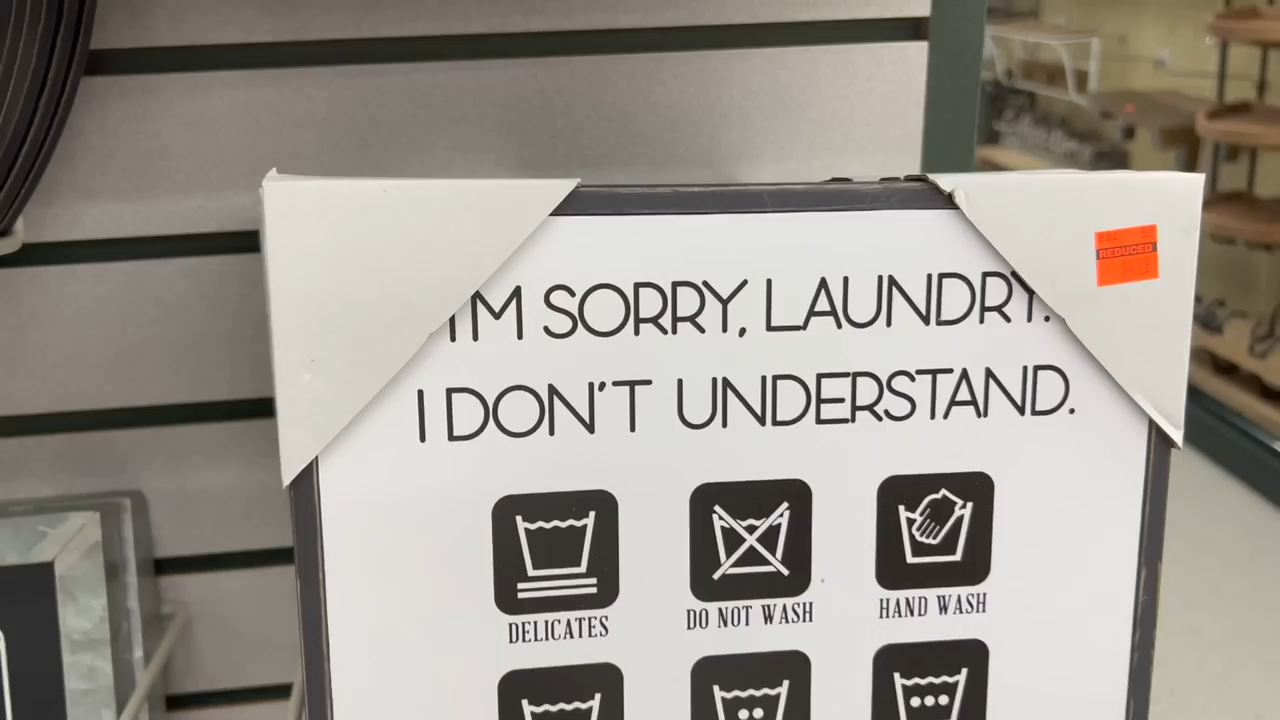 I'M SORRY, LAUNDRY.
I DON'T UNDERSTAND.
DELICATES
DO NOT WASH
HAND WASH
REDUCED